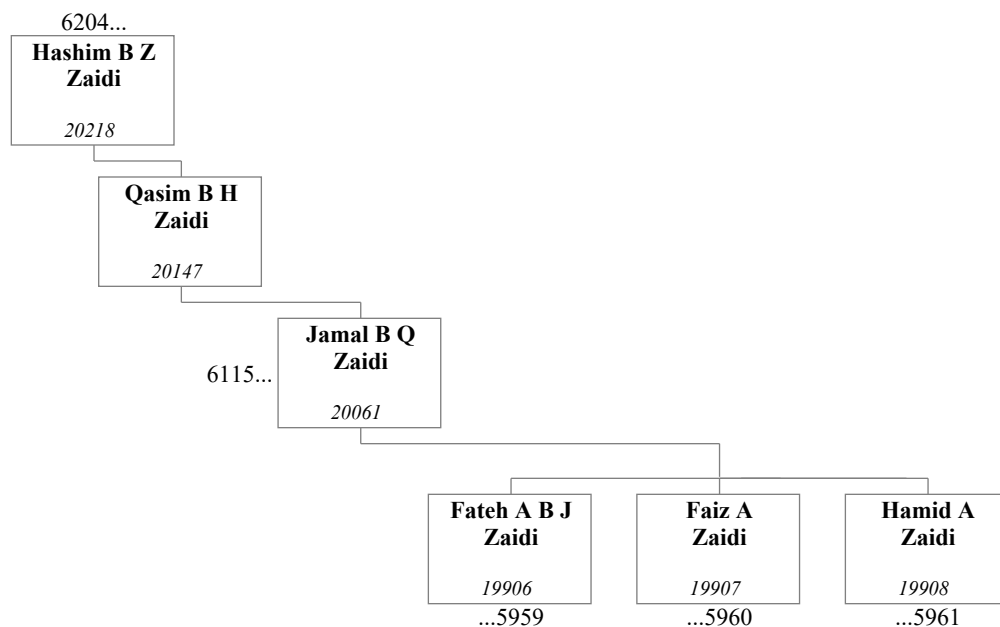 6204...
Hashim B Z
Zaidi
20218
Qasim B H
Zaidi
20147
Jamal B Q
Zaidi
6115...
20061
Fateh A B J
Zaidi
19906
...5959
Faiz A
Zaidi
19907
...5960
Hamid A
Zaidi
19908
...5961